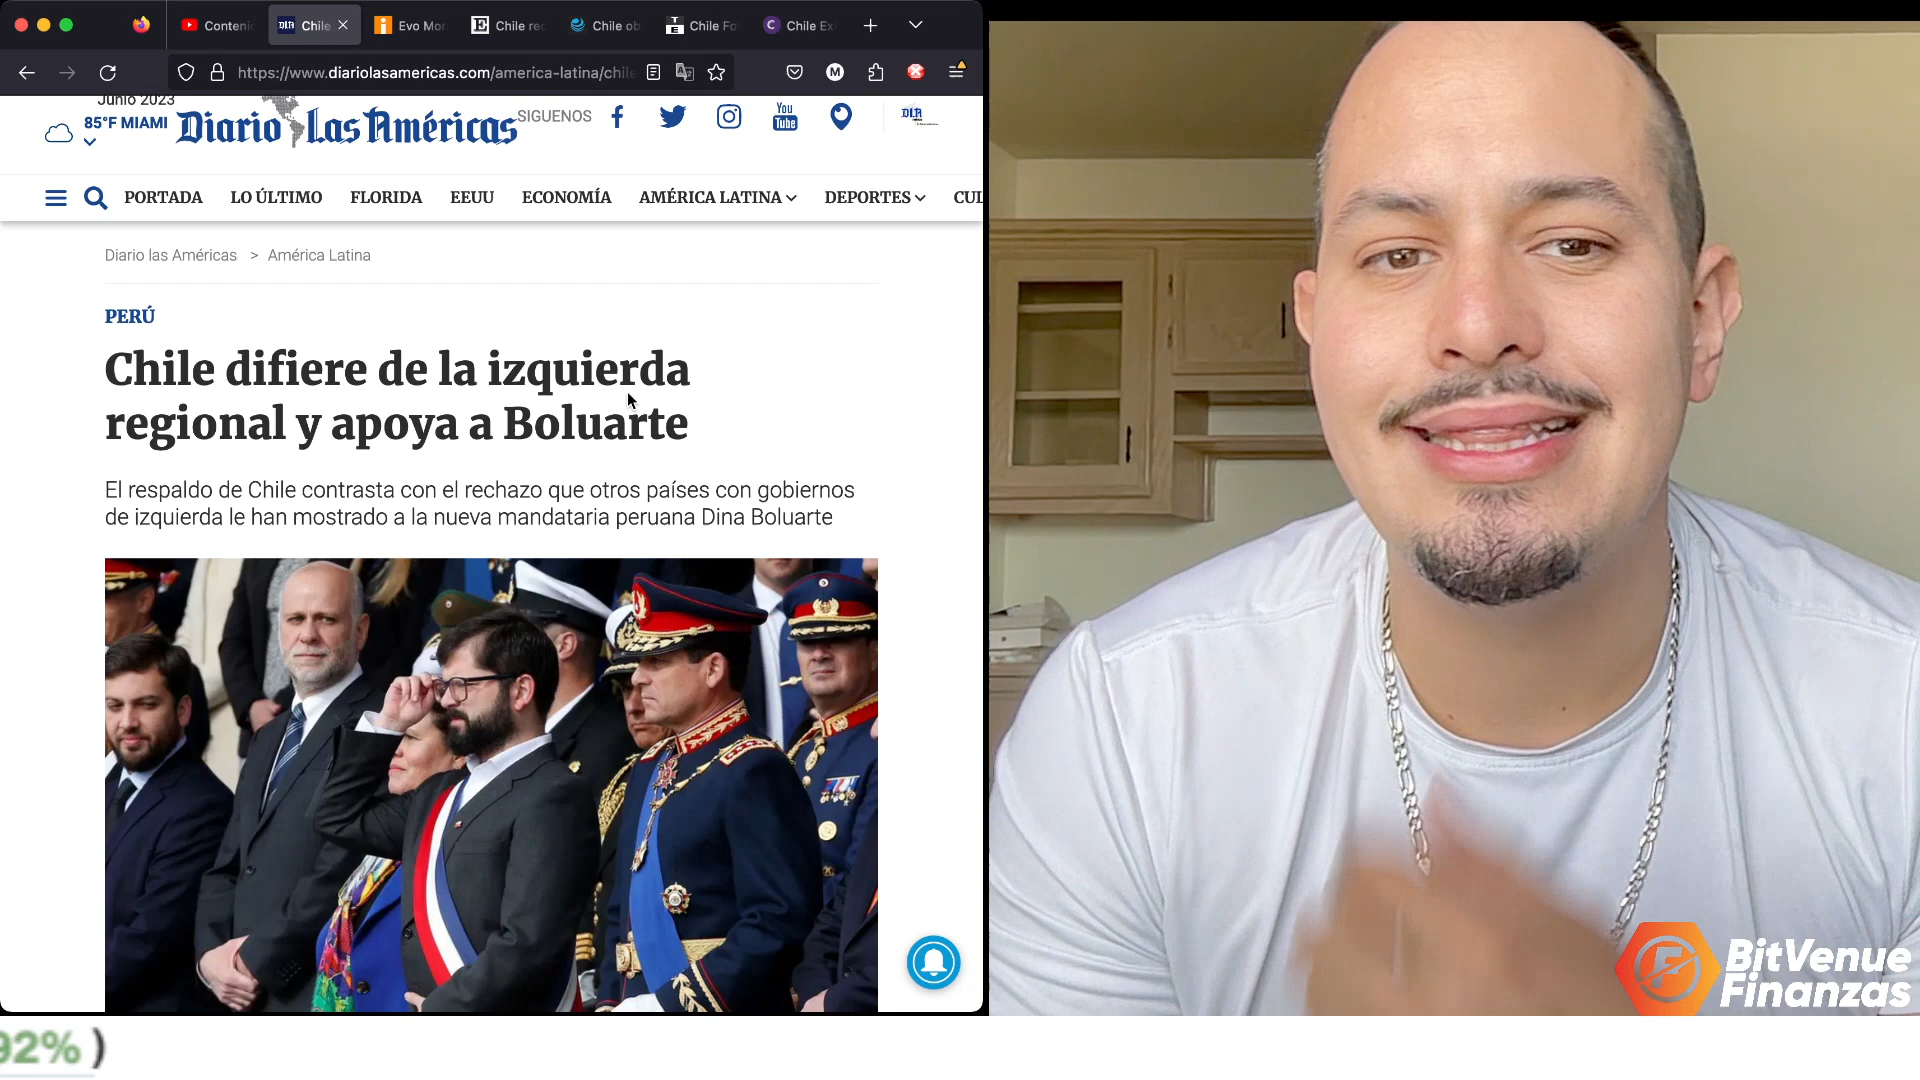 Conteni
Chile
Evo Mor
Chile rec
Chile ob
Chile Fo
Chile Ex
https://www.diariolasamericas.com/america-latina/chile
Junio 2023
85°F MIAMI
Diario Las Américas
SIGUENOS
You
Tube
DLA
PORTADA
LO ÚLTIMO
FLORIDA
EEUU
ECONOMÍA
AMÉRICA LATINA
DEPORTES
CUL
Diario las Américas > América Latina
PERÚ
Chile difiere de la izquierda
regional y apoya a Boluarte
El respaldo de Chile contrasta con el rechazo que otros países con gobiernos
de izquierda le han mostrado a la nueva mandataria peruana Dina Boluarte
BitVenue
Finanzas
92% )